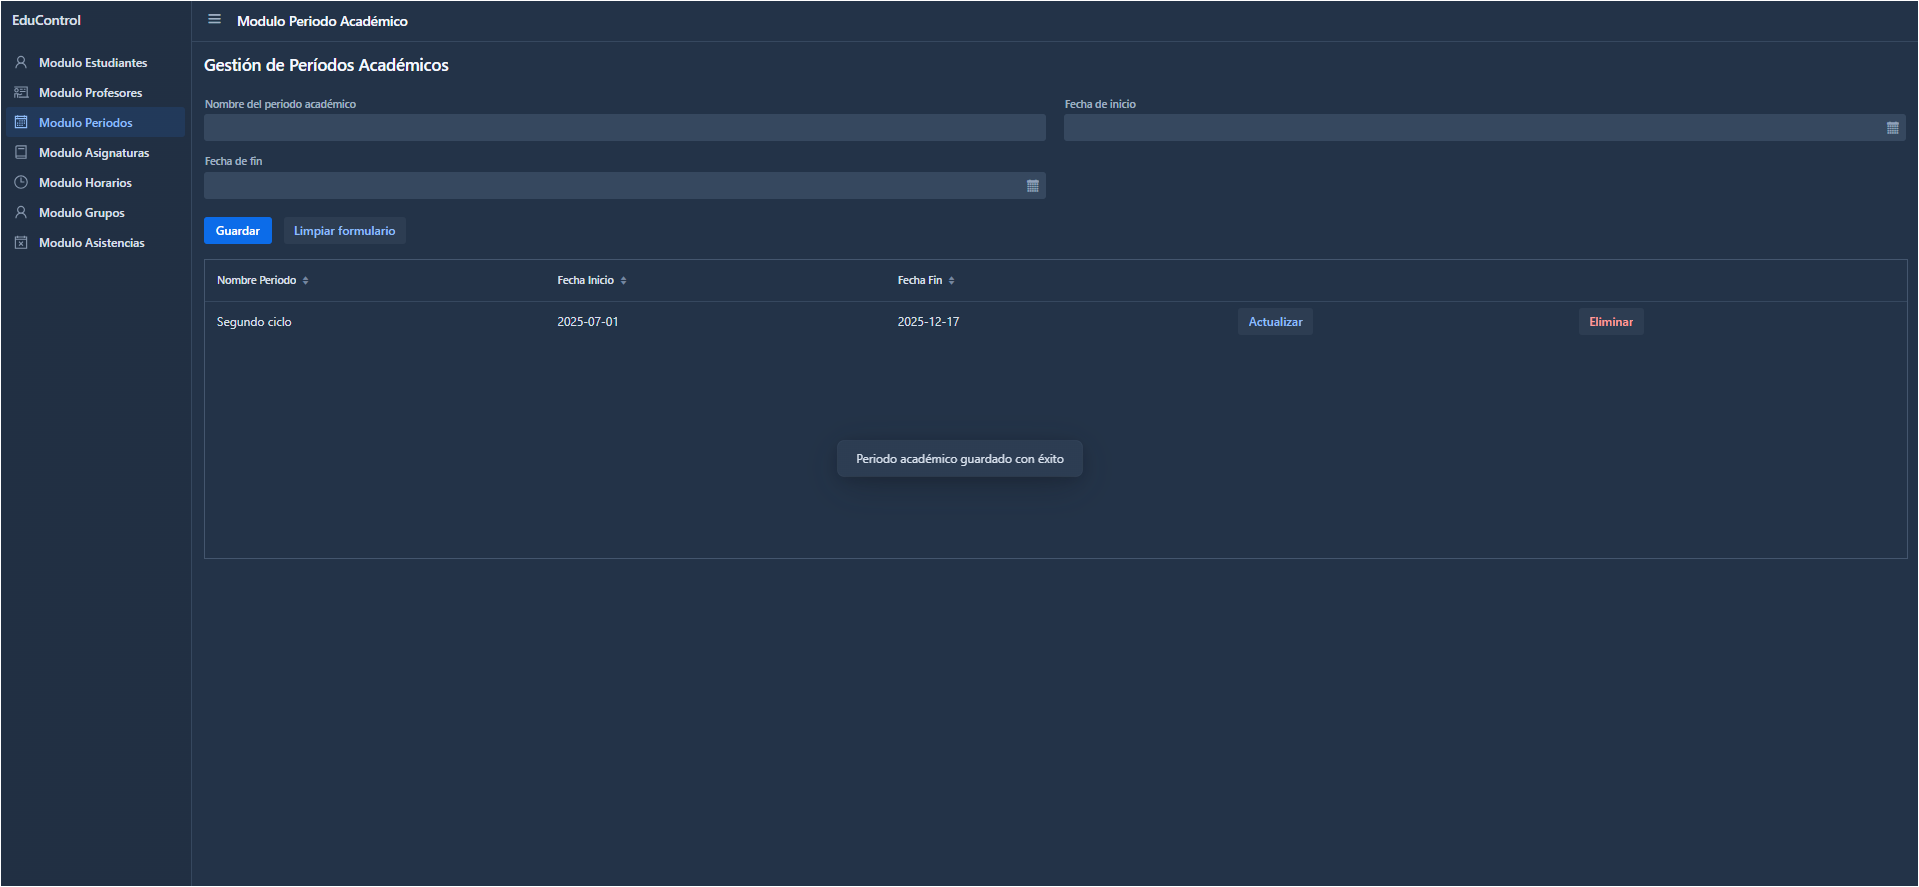 EduControl
Modulo Estudiantes
Modulo Profesores
Modulo Periodos
Modulo Asignaturas
Modulo Horarios
Modulo Grupos
Modulo Asistencias
Modulo Periodo Académico
Gestión de Períodos Académicos
Nombre del periodo académico
Fecha de inicio
Fecha de fin
Guardar
Limpiar formulario
Nombre Periodo Fecha Inicio Fecha Fin
Segundo ciclo 2025-07-01 2025-12-17 Actualizar Eliminar
Periodo académico guardado con éxito